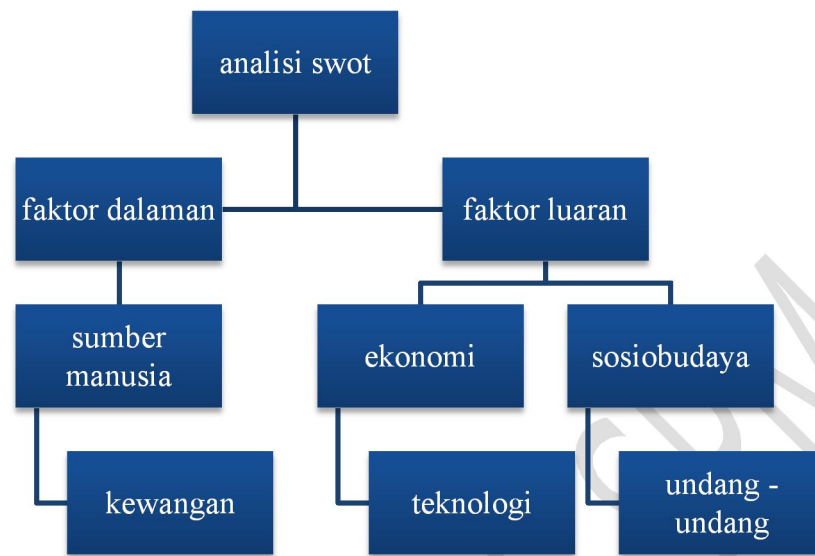 analisi swot
faktor dalaman
faktor luaran
sumber
manusia
ekonomi
sosiobudaya
kewangan
teknologi
undang -
undang